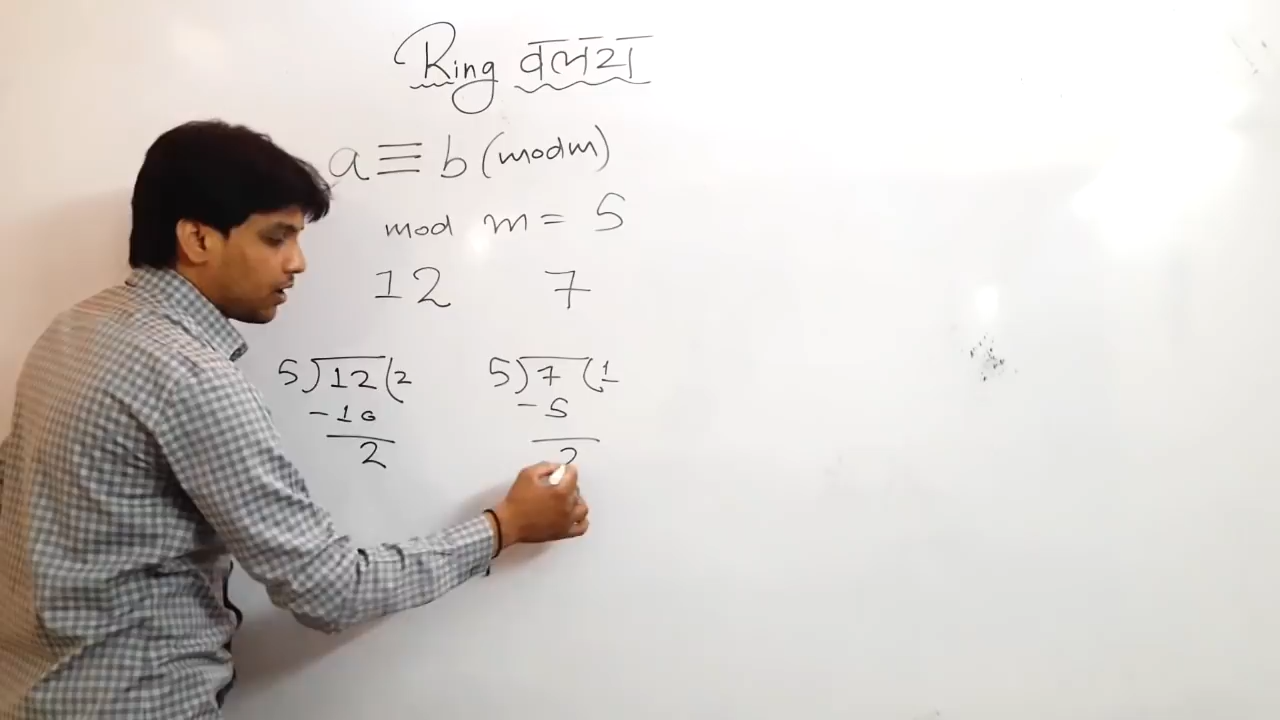 Ring वलय
a ≡ b (mod m)
mod m = 5
12 7
5)12(2 5)7(1
-10 -5
2 2